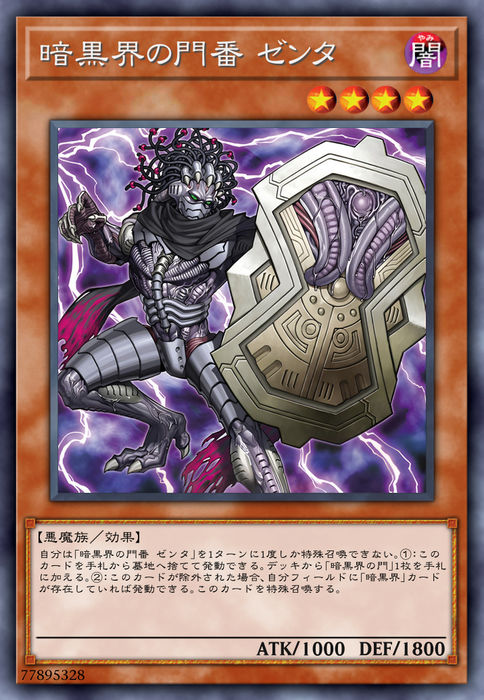 暗黒界の門番 ゼンタ
やみ
闇
【悪魔族／効果】
自分は「暗黒界の門番 ゼンタ」を1ターンに1度しか特殊召喚できない。①：この
カードを手札から墓地へ捨てて発動できる。デッキから「暗黒界の門」1枚を手札
に加える。②：このカードが除外された場合、自分フィールドに「暗黒界」カード
が存在していれば発動できる。このカードを特殊召喚する。
ATK/1000 DEF/1800
77895328